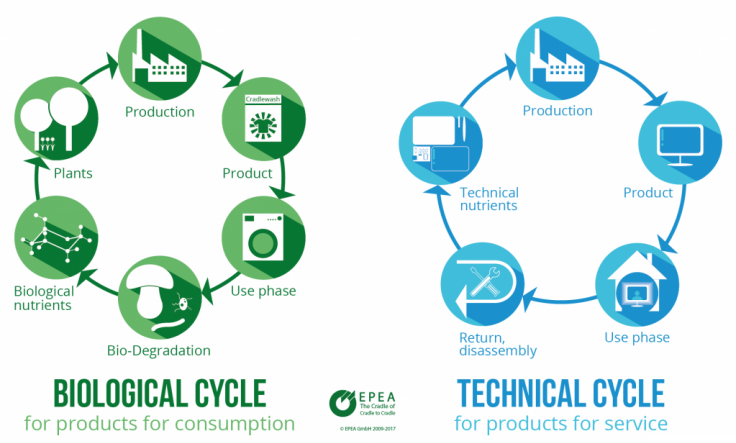 Production
Cradlewash
Product
Use phase
Bio-Degradation
Biological
nutrients
Plants
BIOLOGICAL CYCLE
for products for consumption
Production
Product
Use phase
Return,
disassembly
Technical
nutrients
TECHNICAL CYCLE
for products for service
EPEA
The Cradle of
Cradle to Cradle
© EPEA GmbH 2009-2017